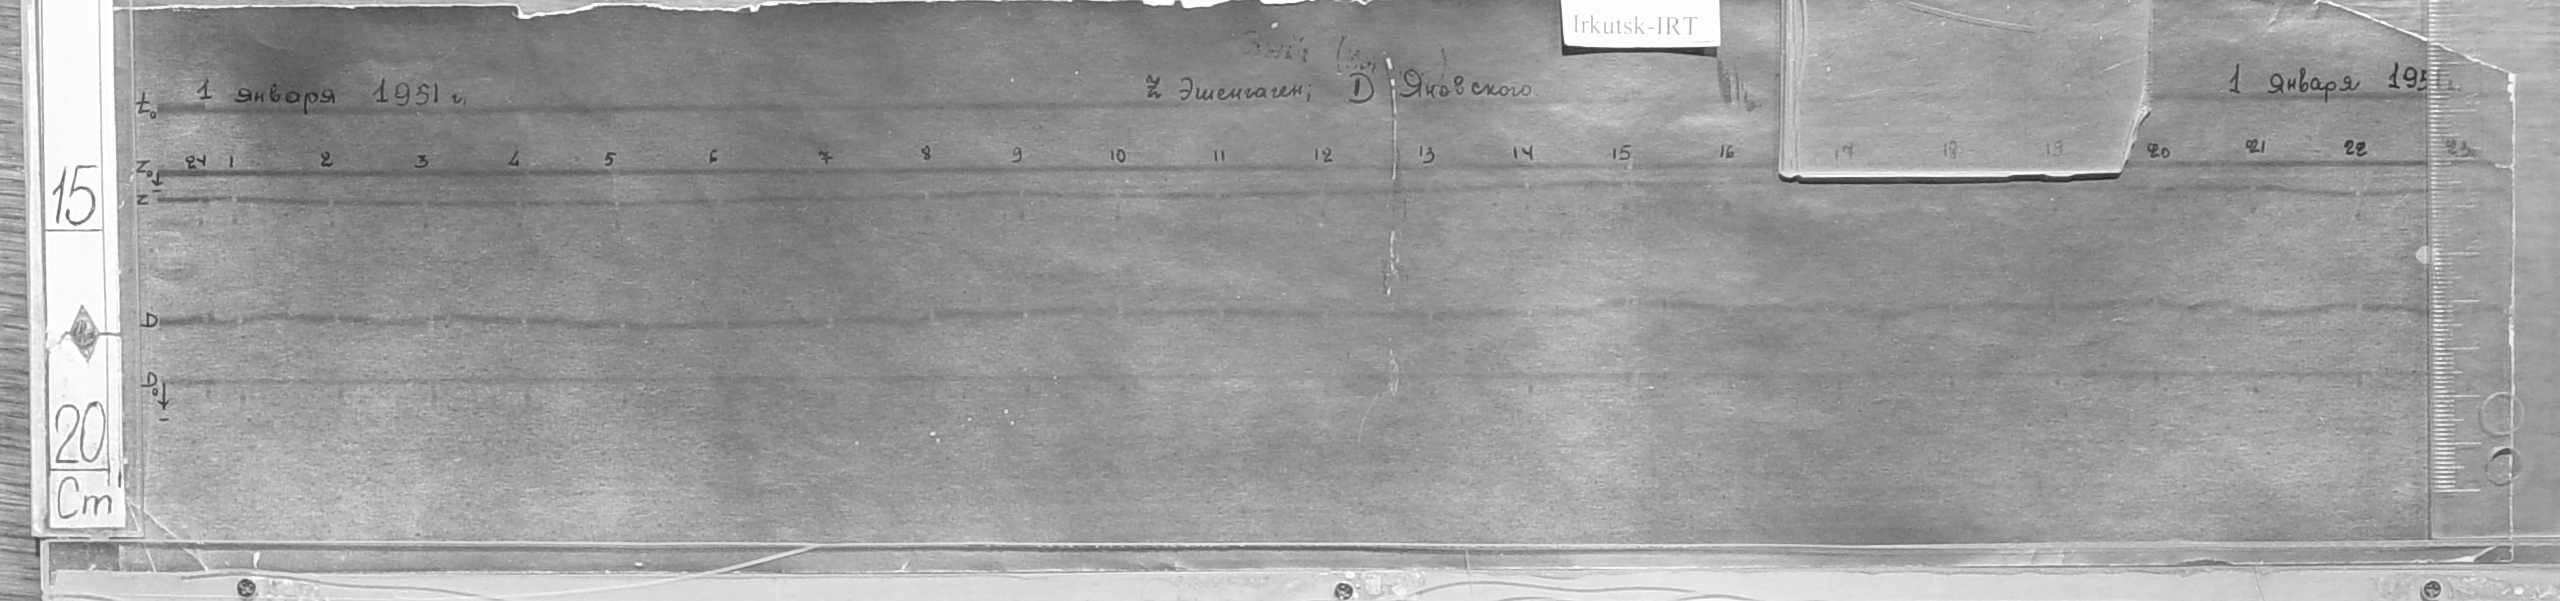 Irkutsk-IRT
1 января 1951 г. Z Эшенгаген; D Яновского. 1 января 195
t₀
24 1 2 3 4 5 6 7 8 9 10 11 12 13 14 15 16 17 18 19 20 21 22 23
Z₀
Z
15
D
D₀
20
Cm